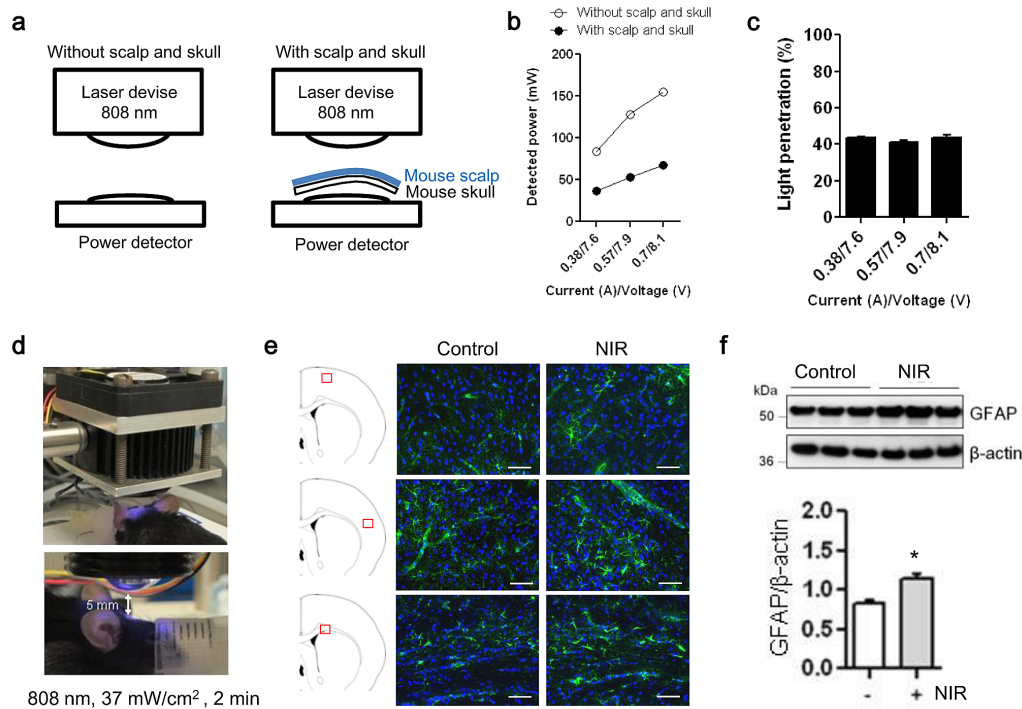 a
Without scalp and skull
With scalp and skull
Laser devise
808 nm
Laser devise
808 nm
Mouse scalp
Mouse skull
Power detector
Power detector
b
Without scalp and skull
With scalp and skull
Detected power (mW)
200
150
100
50
0
0.38/7.6
0.57/7.9
0.7/8.1
Current (A)/Voltage (V)
c
Light penetration (%)
100
80
60
40
20
0
0.38/7.6
0.57/7.9
0.7/8.1
Current (A)/Voltage (V)
d
5 mm
808 nm, 37 mW/cm², 2 min
e
Control
NIR
f
Control
NIR
kDa
50
GFAP
36
β-actin
GFAP/β-actin
2.0
1.5
1.0
0.5
0.0
*
- + NIR